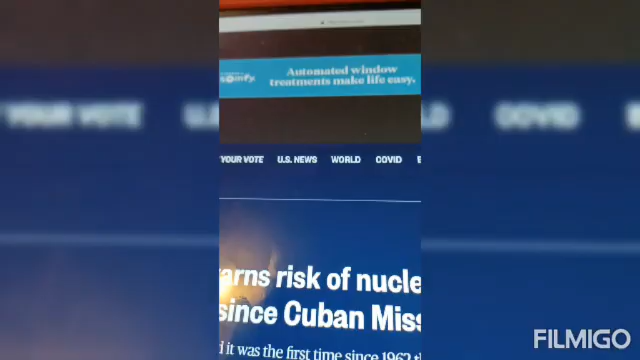 somfy.
Automated window
treatments make life easy.
YOUR VOTE U.S. NEWS WORLD COVID
arns risk of nucle
since Cuban Miss
it was the first time since 1962
FILMIGO